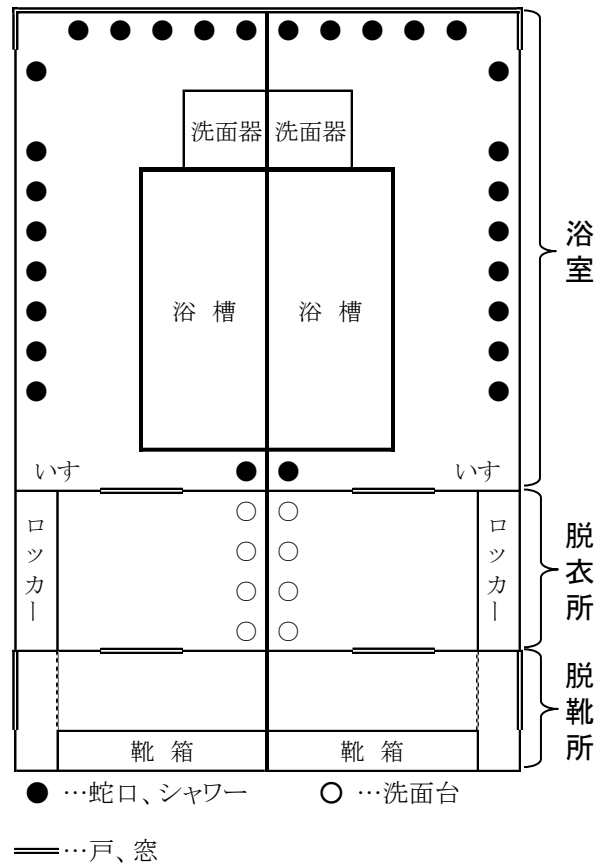 洗面器 洗面器
浴室
浴 槽 浴 槽
いす いす
ロッカー ロッカー
脱衣所
脱靴所
靴 箱 靴 箱
● …蛇口、シャワー ○ …洗面台
…戸、窓